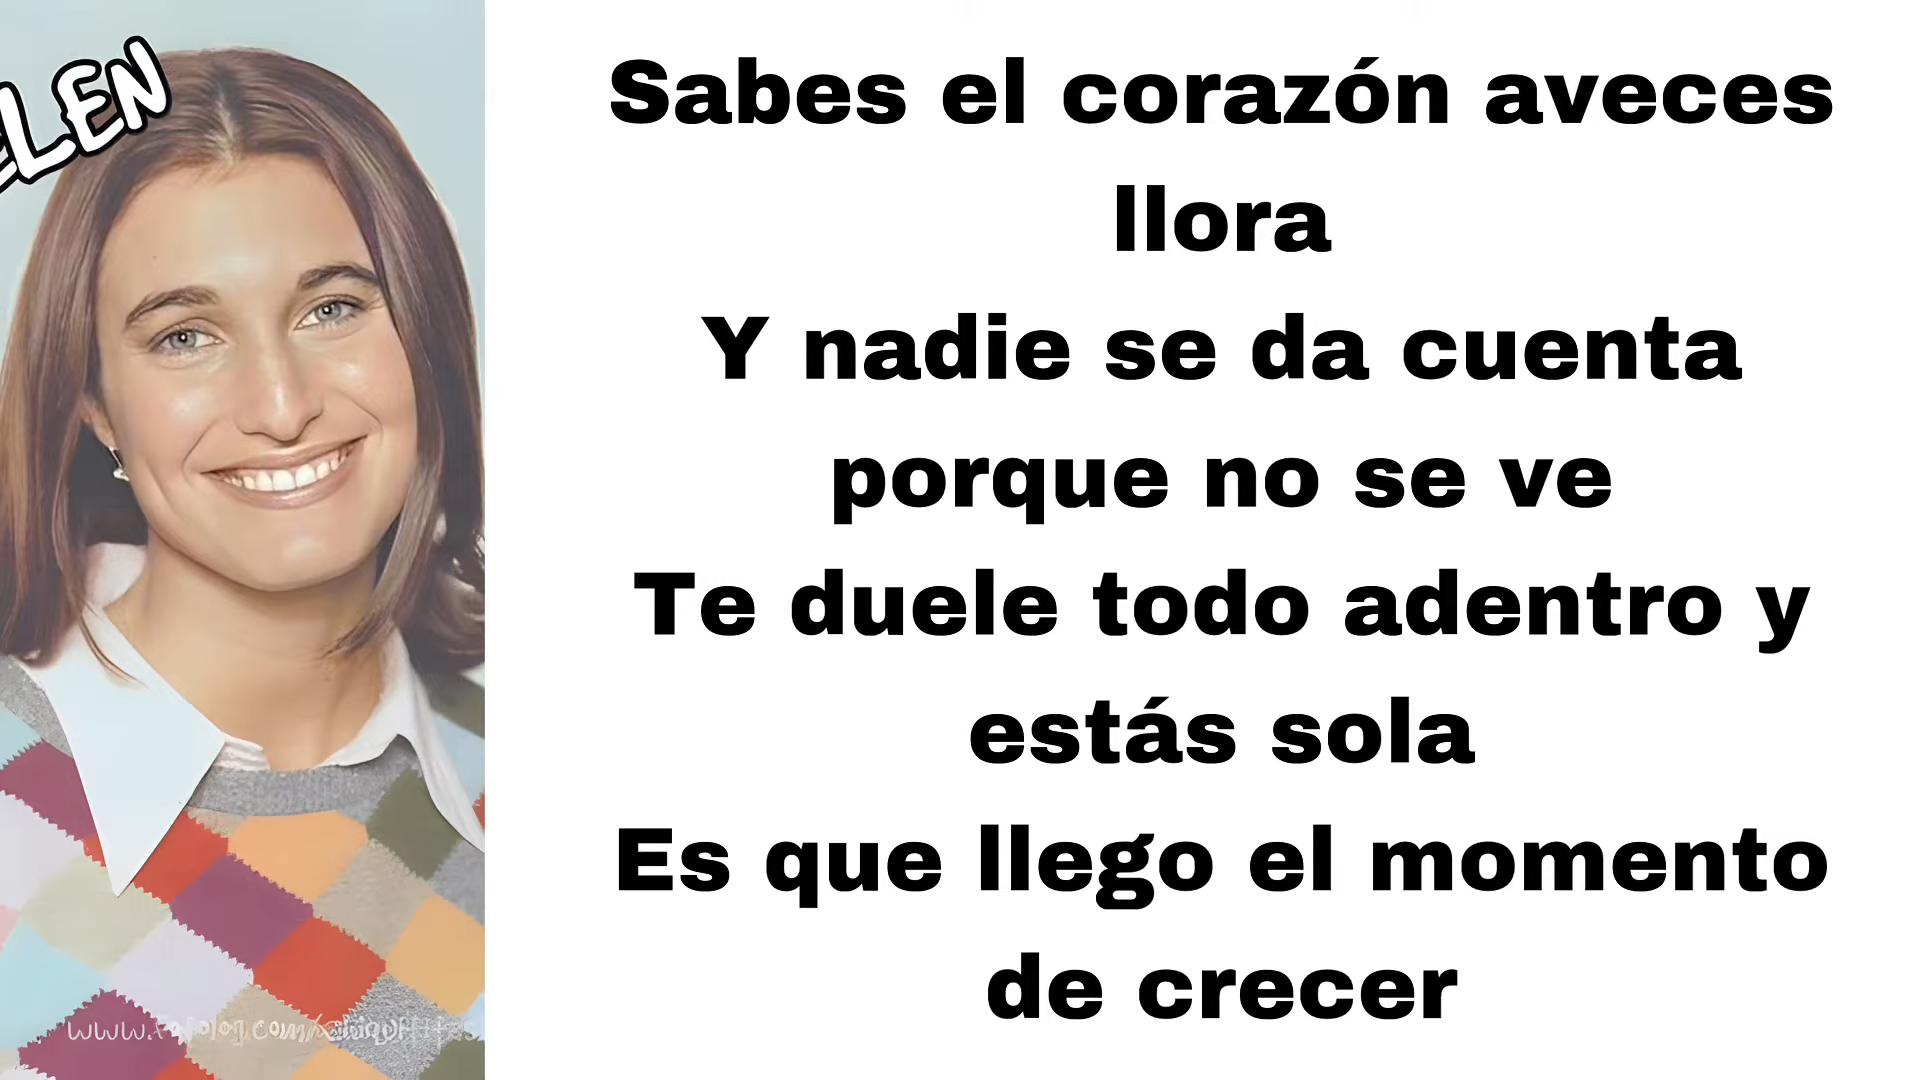 ELEN
Sabes el corazón aveces
llora
Y nadie se da cuenta
porque no se ve
Te duele todo adentro y
estás sola
Es que llego el momento
de crecer